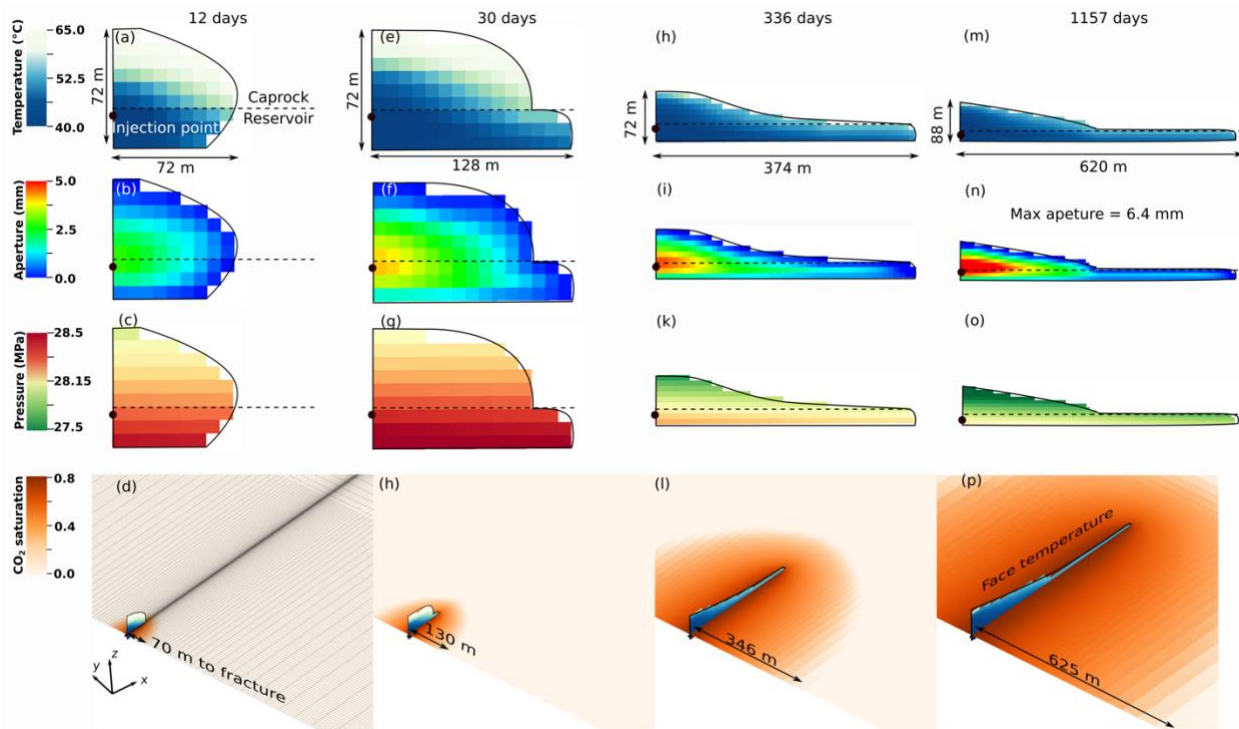 12 days
30 days
336 days
1157 days
Temperature (°C)
65.0
52.5
40.0
(a)
72 m
Injection point
Caprock
Reservoir
72 m
(e)
72 m
128 m
(h)
72 m
374 m
(m)
88 m
620 m
Aperture (mm)
5.0
2.5
0.0
(b)
(f)
(i)
(n)
Max apeture = 6.4 mm
Pressure (MPa)
28.5
28.15
27.5
(c)
(g)
(k)
(o)
CO2 saturation
0.8
0.4
0.0
(d)
70 m to fracture
y
z
x
(h)
130 m
(l)
346 m
(p)
Face temperature
625 m